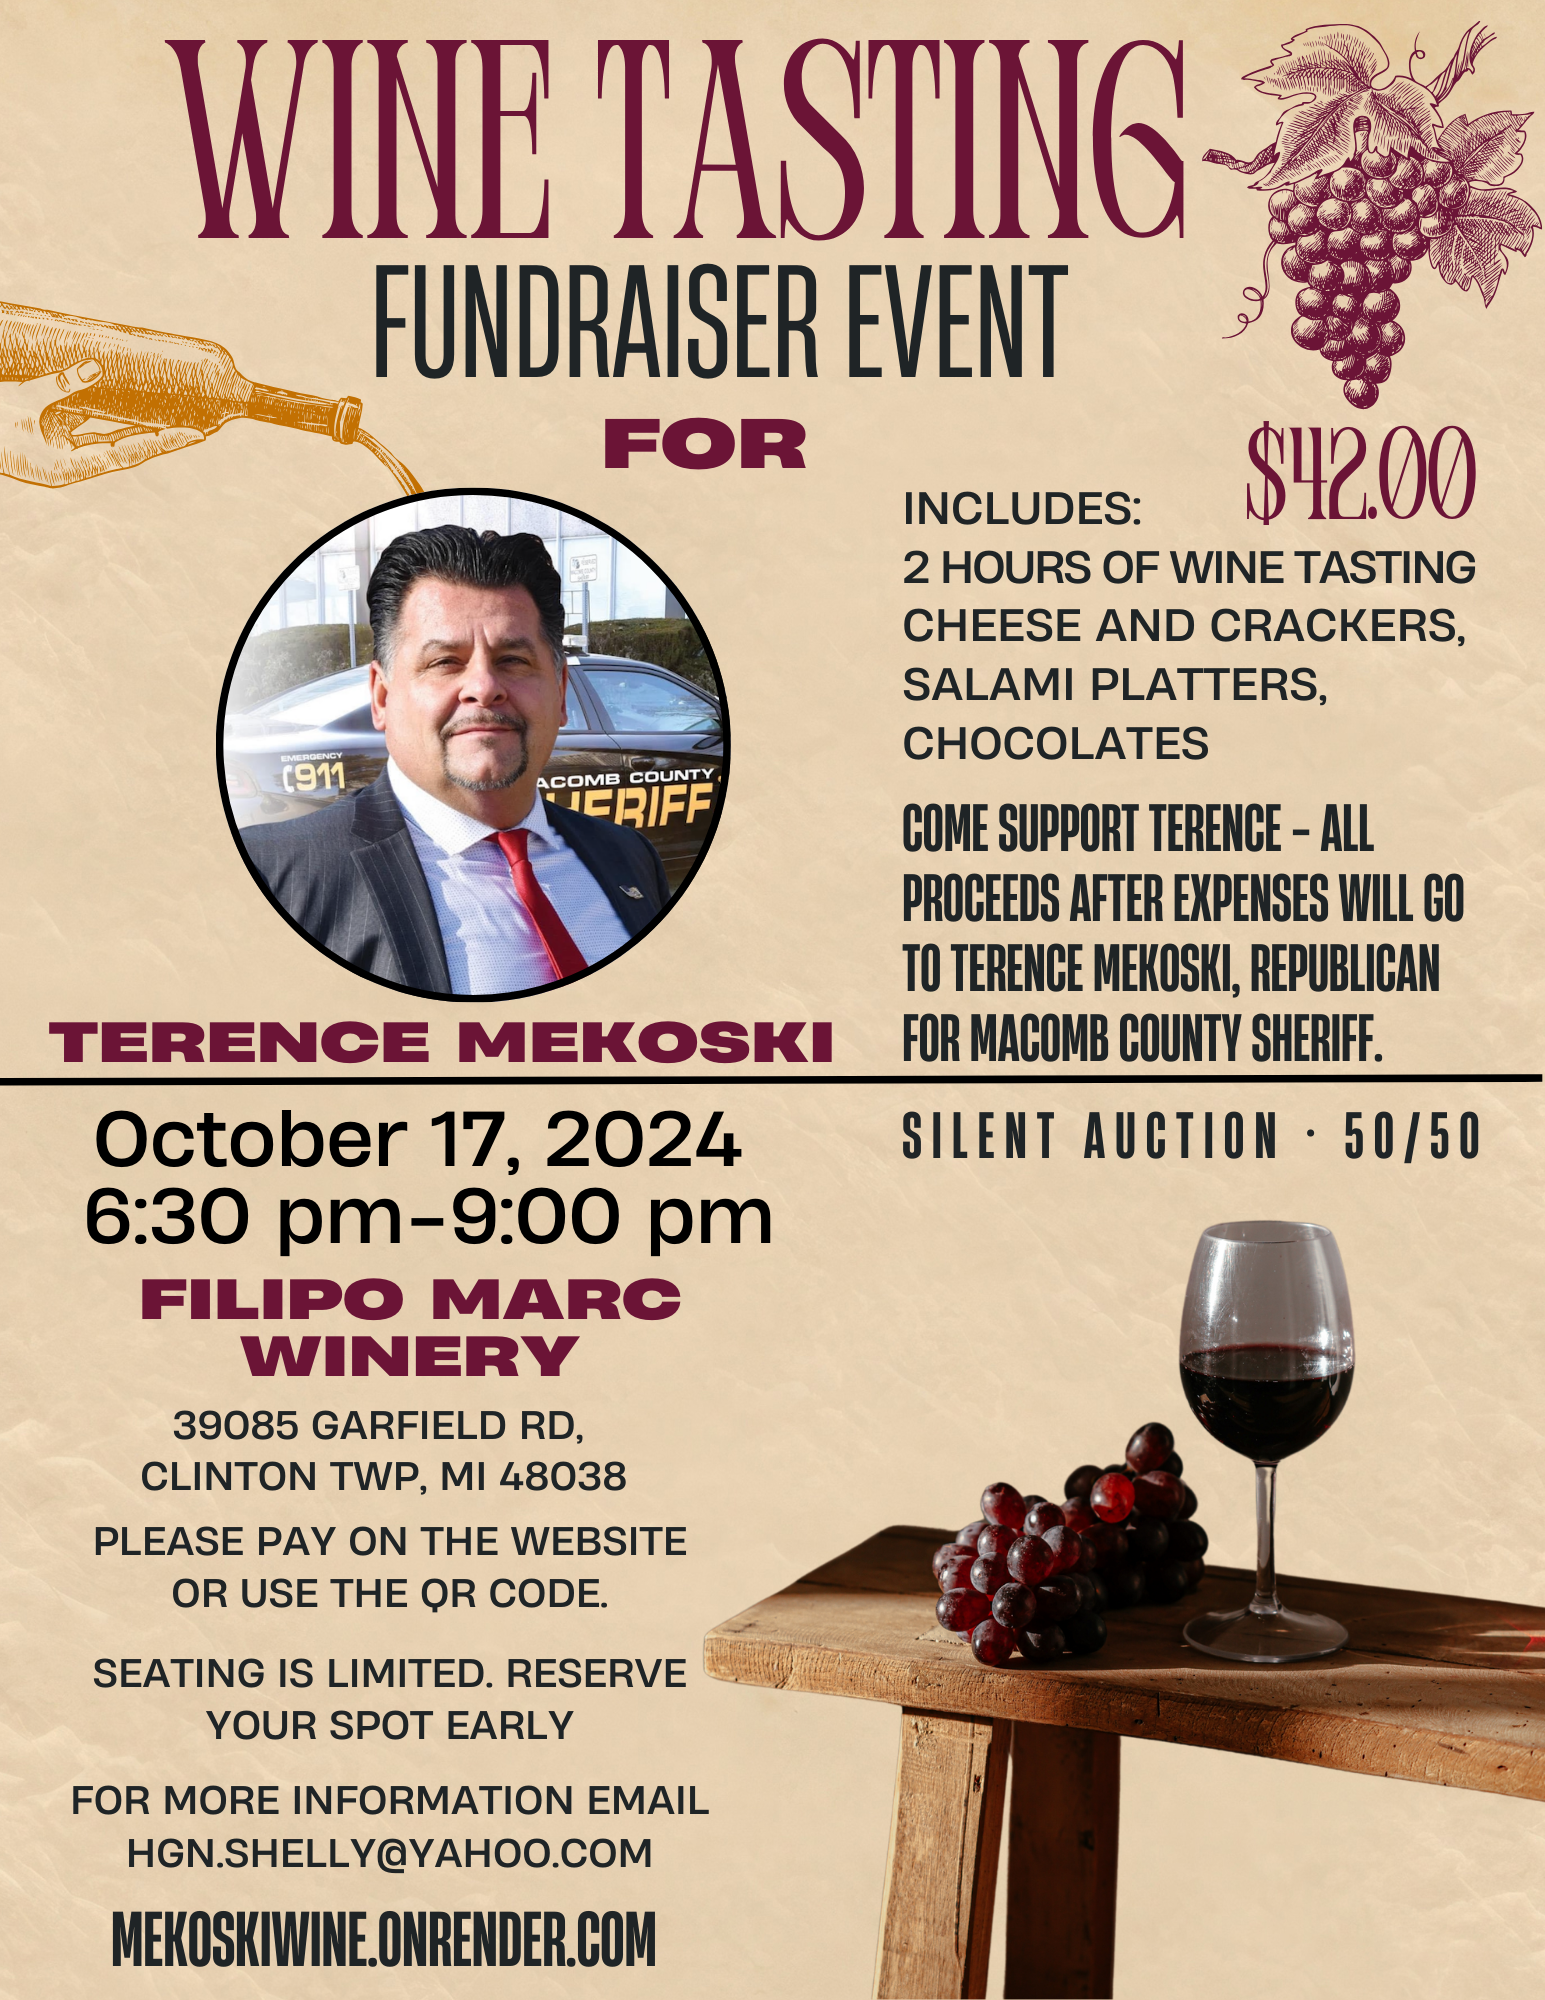 WINE TASTING
FUNDRAISER EVENT
FOR
$42.00
INCLUDES:
2 HOURS OF WINE TASTING
CHEESE AND CRACKERS,
SALAMI PLATTERS,
CHOCOLATES
EMERGENCY
911
ACOMB COUNTY
HERIFF
COME SUPPORT TERENCE – ALL
PROCEEDS AFTER EXPENSES WILL GO
TO TERENCE MEKOSKI, REPUBLICAN
FOR MACOMB COUNTY SHERIFF.
TERENCE MEKOSKI
October 17, 2024
6:30 pm-9:00 pm
SILENT AUCTION · 50/50
FILIPO MARC
WINERY
39085 GARFIELD RD,
CLINTON TWP, MI 48038
PLEASE PAY ON THE WEBSITE
OR USE THE QR CODE.
SEATING IS LIMITED. RESERVE
YOUR SPOT EARLY
FOR MORE INFORMATION EMAIL
HGN.SHELLY@YAHOO.COM
MEKOSKIWINE.ONRENDER.COM